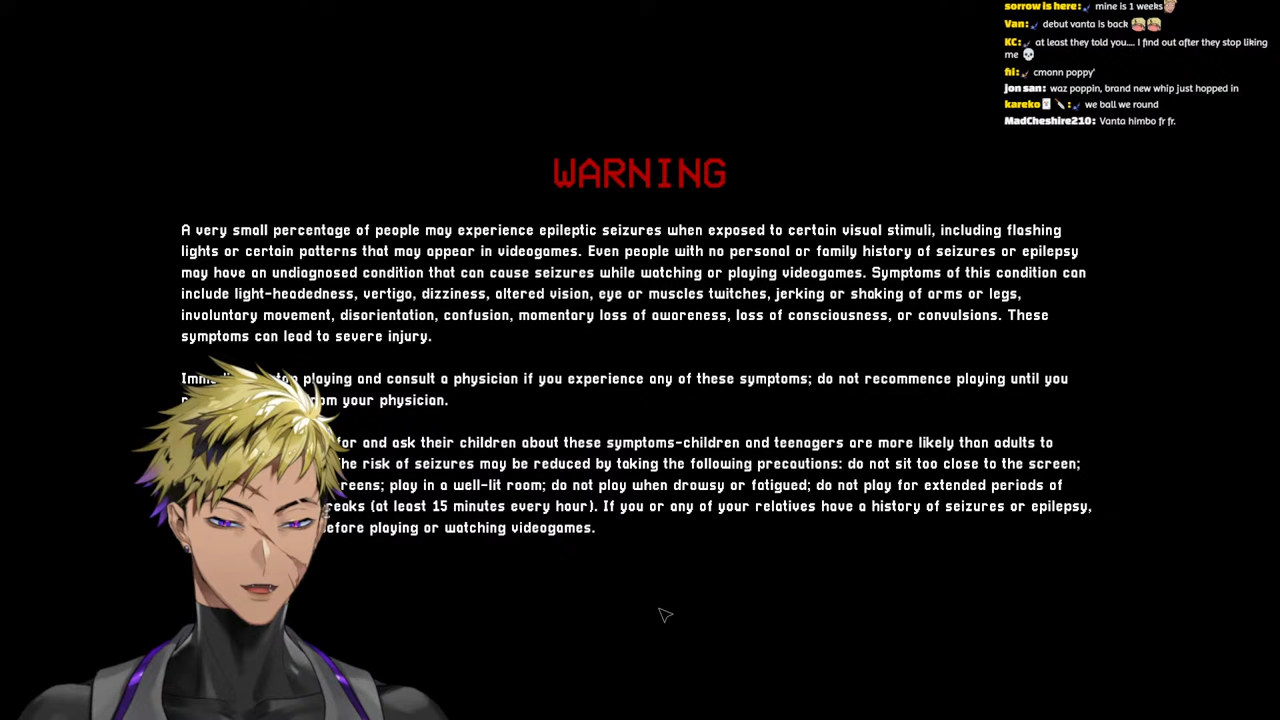 sorrow is here: mine is 1 weeks
Van: debut vanta is back
KC: at least they told you.... I find out after they stop liking
me
fii: cmonn poppy'
jon san: waz poppin, brand new whip just hopped in
kareko: we ball we round
MadCheshire210: Vanta himbo fr fr.
WARNING
A very small percentage of people may experience epileptic seizures when exposed to certain visual stimuli, including flashing
lights or certain patterns that may appear in videogames. Even people with no personal or family history of seizures or epilepsy
may have an undiagnosed condition that can cause seizures while watching or playing videogames. Symptoms of this condition can
include light-headedness, vertigo, dizziness, altered vision, eye or muscles twitches, jerking or shaking of arms or legs,
involuntary movement, disorientation, confusion, momentary loss of awareness, loss of consciousness, or convulsions. These
symptoms can lead to severe injury.
playing and consult a physician if you experience any of these symptoms; do not recommence playing until you
your physician.
for and ask their children about these symptoms-children and teenagers are more likely than adults to
The risk of seizures may be reduced by taking the following precautions: do not sit too close to the screen;
play in a well-lit room; do not play when drowsy or fatigued; do not play for extended periods of
(at least 15 minutes every hour). If you or any of your relatives have a history of seizures or epilepsy,
playing or watching videogames.